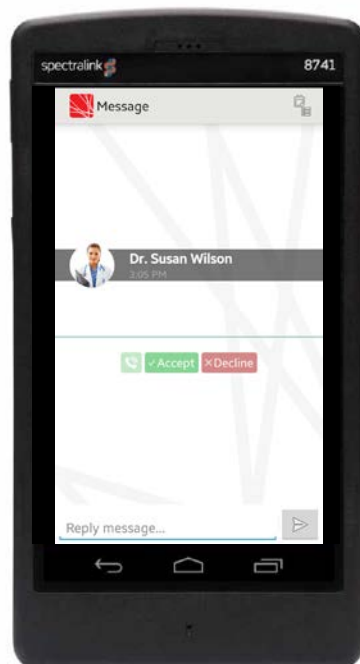 spectralink 8741
Message
Dr. Susan Wilson
3:05 PM
✓Accept ×Decline
Reply message...